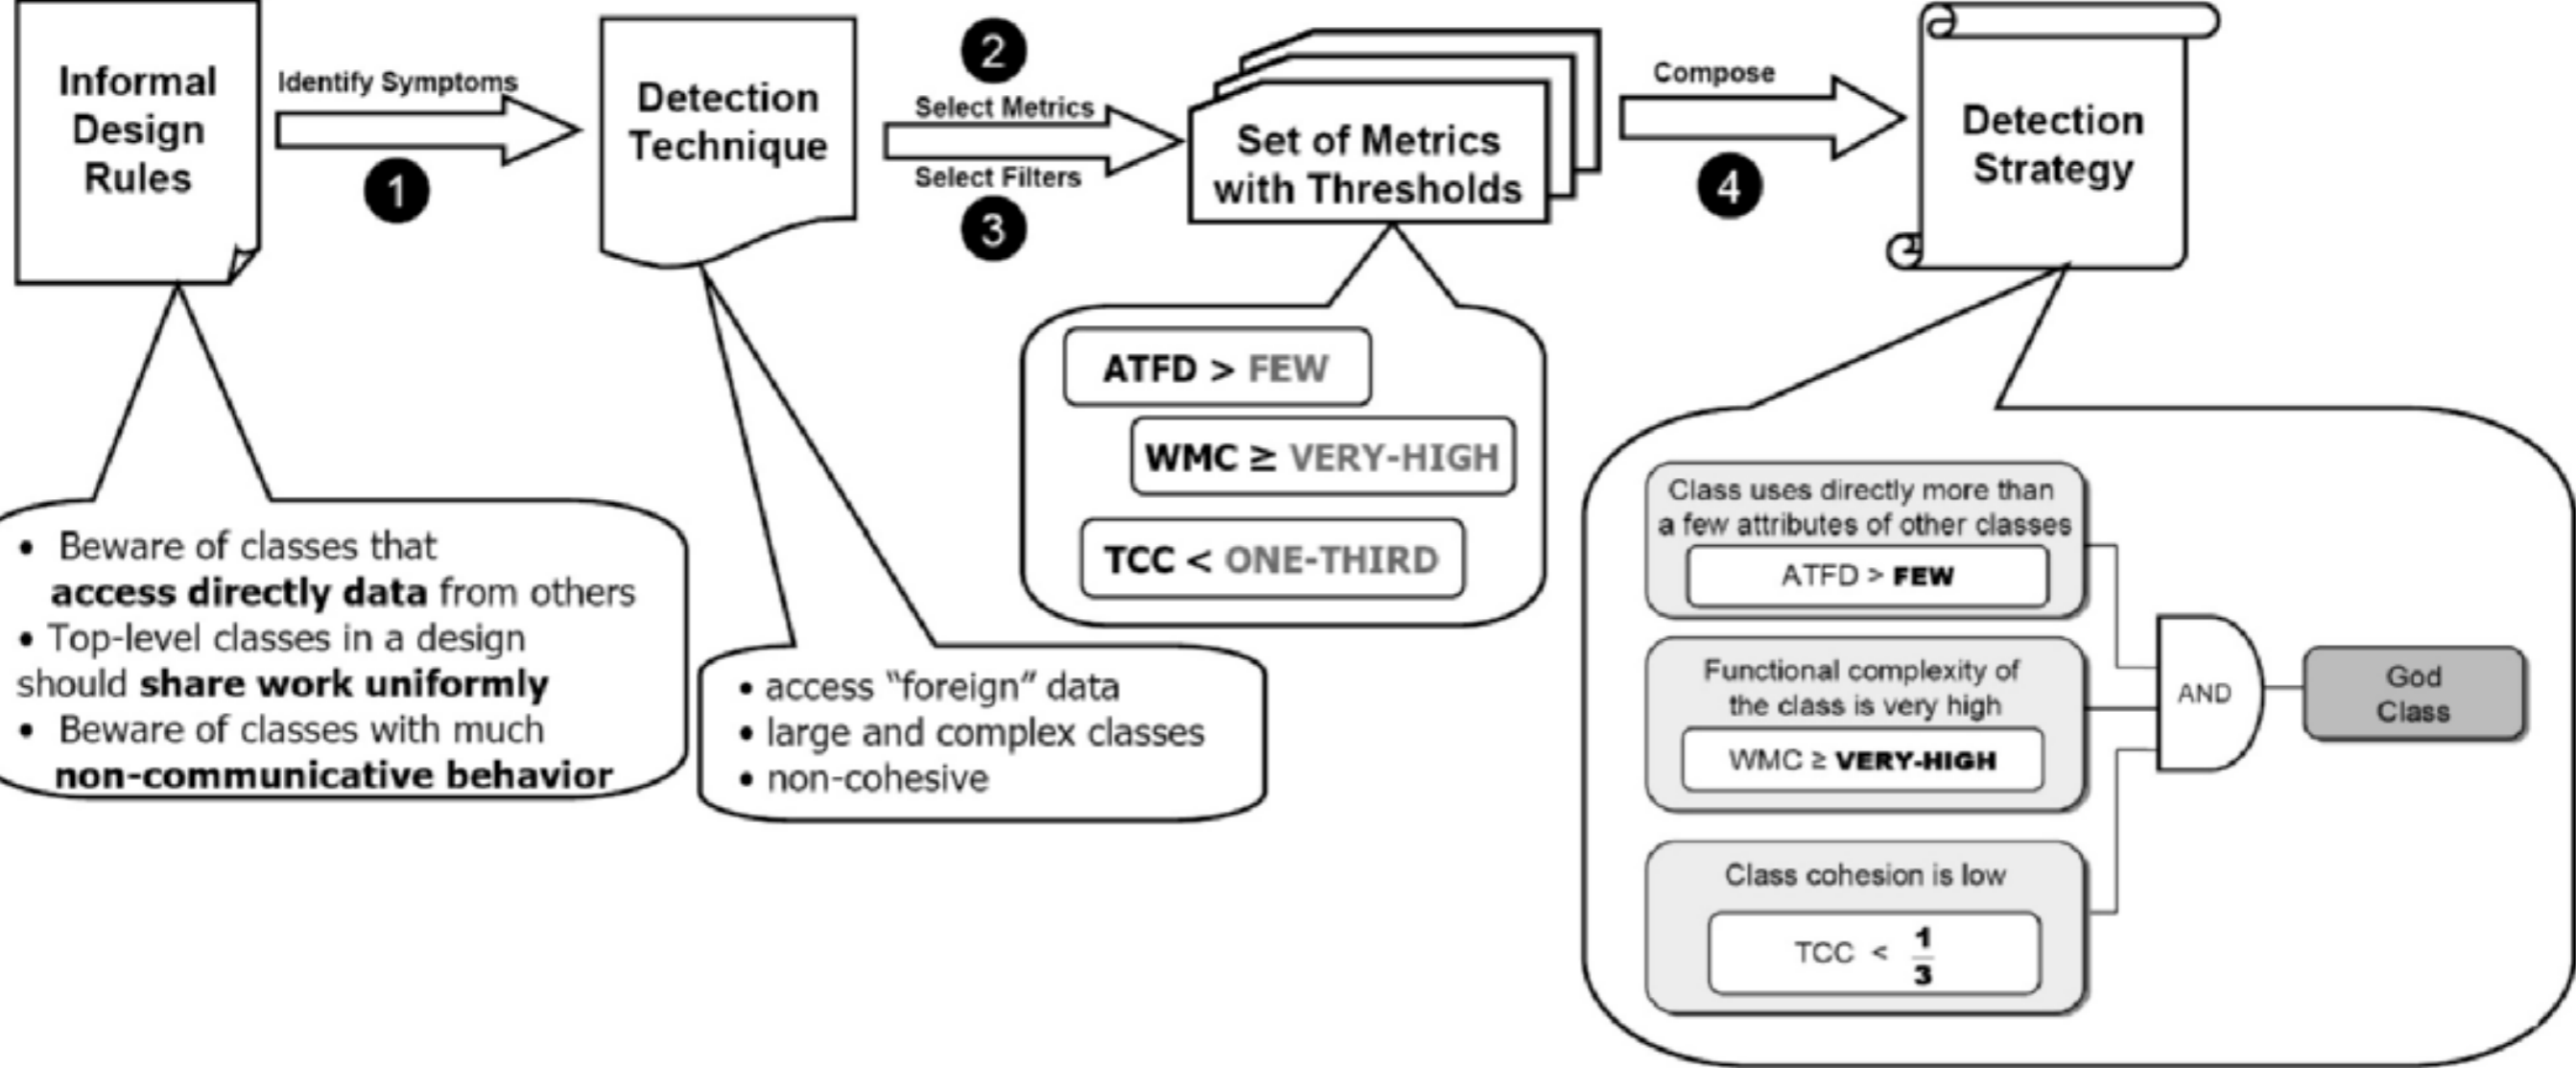 Informal
Design
Rules
Identify Symptoms
1
Detection
Technique
2
Select Metrics
Select Filters
3
Set of Metrics
with Thresholds
Compose
4
Detection
Strategy
• Beware of classes that
access directly data from others
• Top-level classes in a design
should share work uniformly
• Beware of classes with much
non-communicative behavior
• access “foreign” data
• large and complex classes
• non-cohesive
ATFD > FEW
WMC ≥ VERY-HIGH
TCC < ONE-THIRD
Class uses directly more than
a few attributes of other classes
ATFD > FEW
Functional complexity of
the class is very high
WMC ≥ VERY-HIGH
Class cohesion is low
TCC < 1/3
AND
God
Class